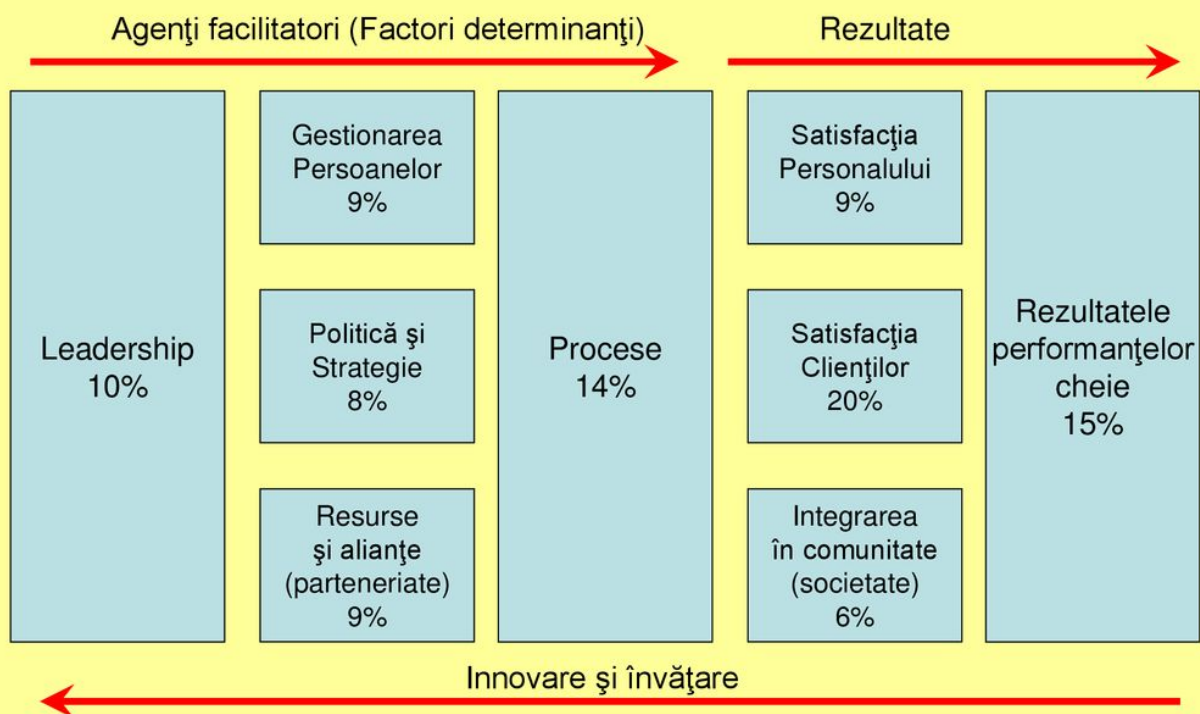 Agenţi facilitatori (Factori determinanţi)
Rezultate
Leadership
10%
Gestionarea
Persoanelor
9%
Politică şi
Strategie
8%
Resurse
şi alianţe
(parteneriate)
9%
Procese
14%
Satisfacţia
Personalului
9%
Satisfacţia
Clienţilor
20%
Integrarea
în comunitate
(societate)
6%
Rezultatele
performanţelor
cheie
15%
Innovare şi învăţare